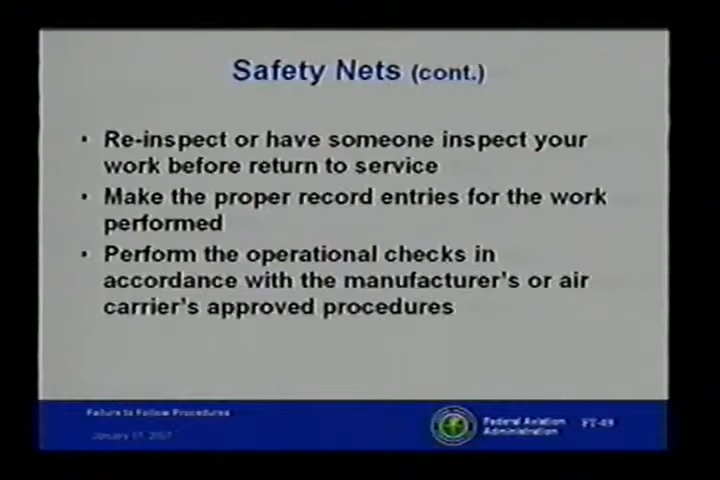 Safety Nets (cont.)
• Re-inspect or have someone inspect your
work before return to service
• Make the proper record entries for the work
performed
• Perform the operational checks in
accordance with the manufacturer's or air
carrier's approved procedures
Failure to Follow Procedures
Federal Aviation
Administration